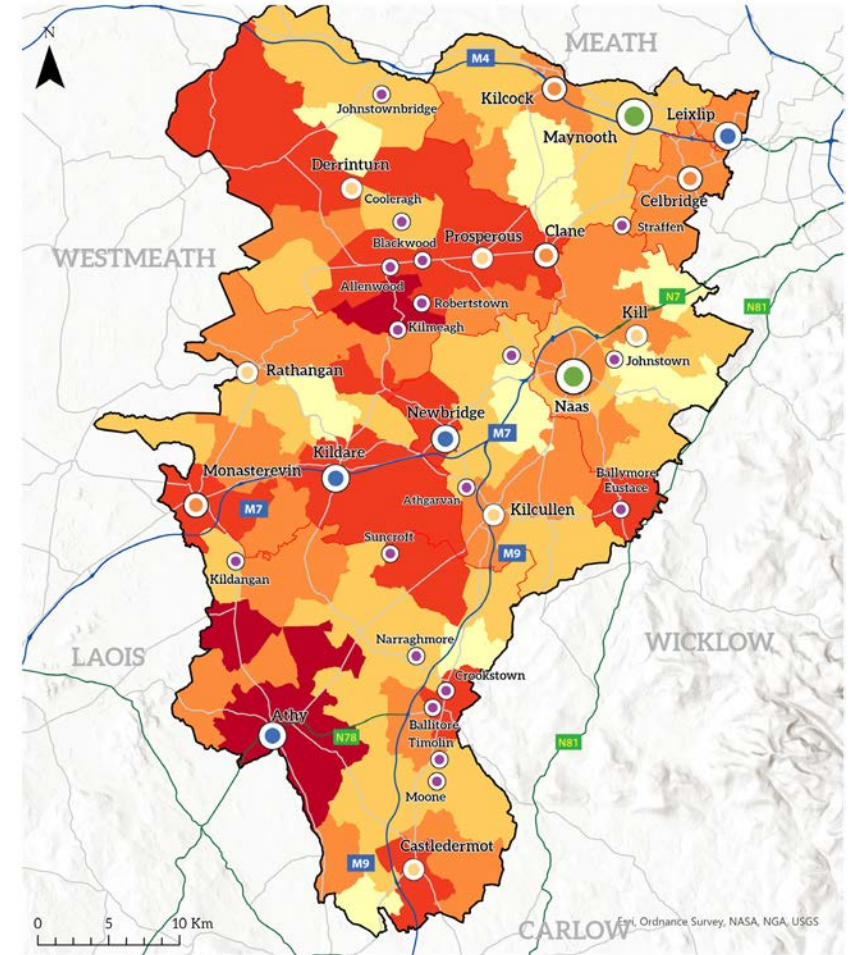 N
MEATH
M4
Kilcock
Johnstownbridge
Maynooth
Leixlip
Derrinturn
Celbridge
Cooleragh
Straffen
Blackwood
Prosperous
Clane
WESTMEATH
Allenwood
Robertstown
N7
N81
Kill
Kilmeagh
Johnstown
Rathangan
Naas
Newbridge
M7
Kildare
Monasterevin
Ballymore
Eustace
Athgarvan
M7
Kilcullen
Suncroft
M9
Kildangan
Narraghmore
WICKLOW
LAOIS
Crookstown
Athy
Ballitore
N78
Timolin
N81
Moone
Castledermot
M9
0 5 10 Km
CARLOW
Esri, Ordnance Survey, NASA, NGA, USGS